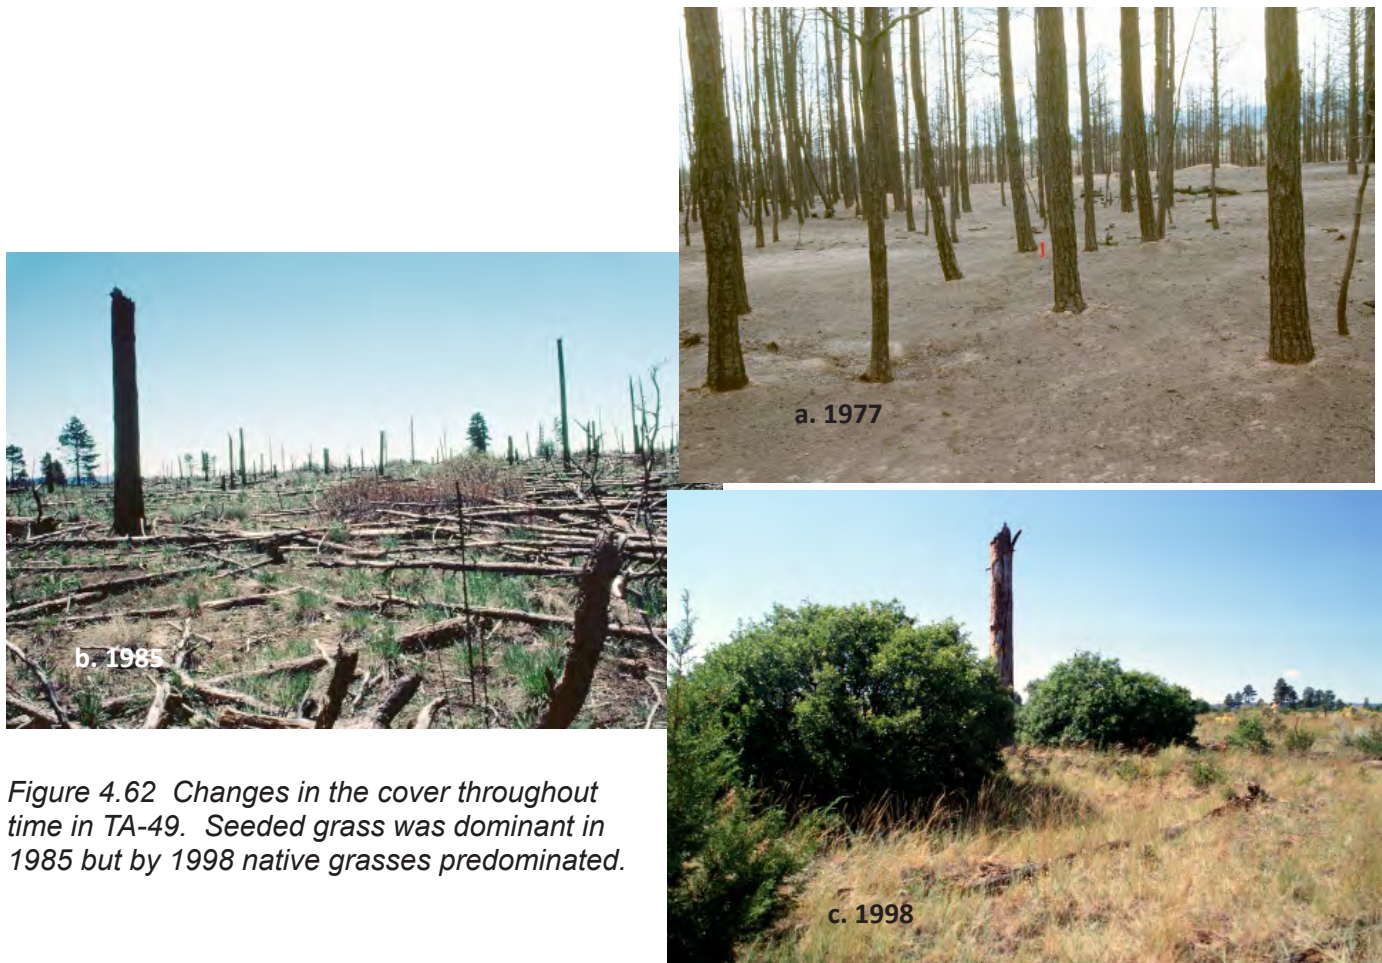 a. 1977
b. 1985
c. 1998
Figure 4.62 Changes in the cover throughout
time in TA-49. Seeded grass was dominant in
1985 but by 1998 native grasses predominated.